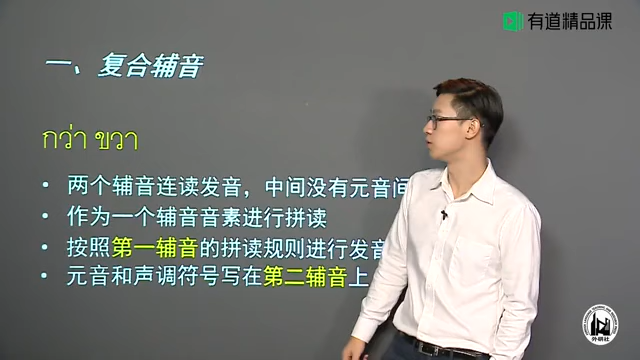 有道精品课
一、复合辅音
กว่า ขวา
• 两个辅音连读发音，中间没有元音间
• 作为一个辅音音素进行拼读
• 按照第一辅音的拼读规则进行发音
• 元音和声调符号写在第二辅音上
外研社